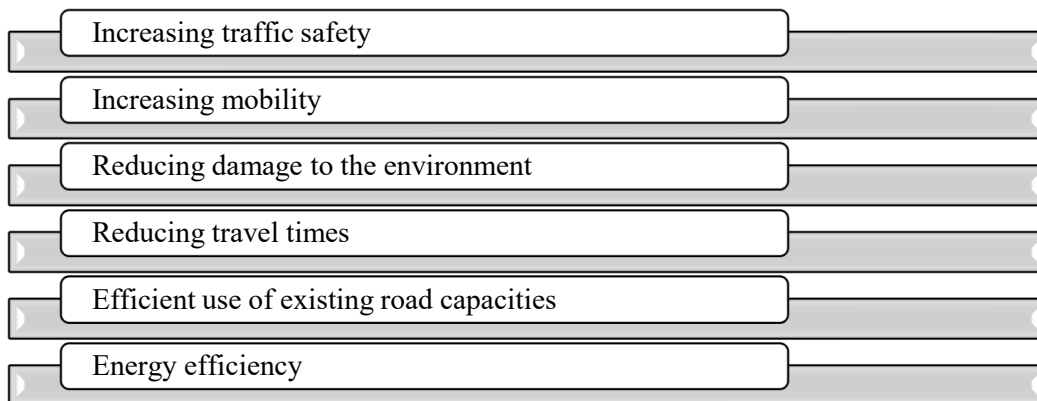 Increasing traffic safety
Increasing mobility
Reducing damage to the environment
Reducing travel times
Efficient use of existing road capacities
Energy efficiency